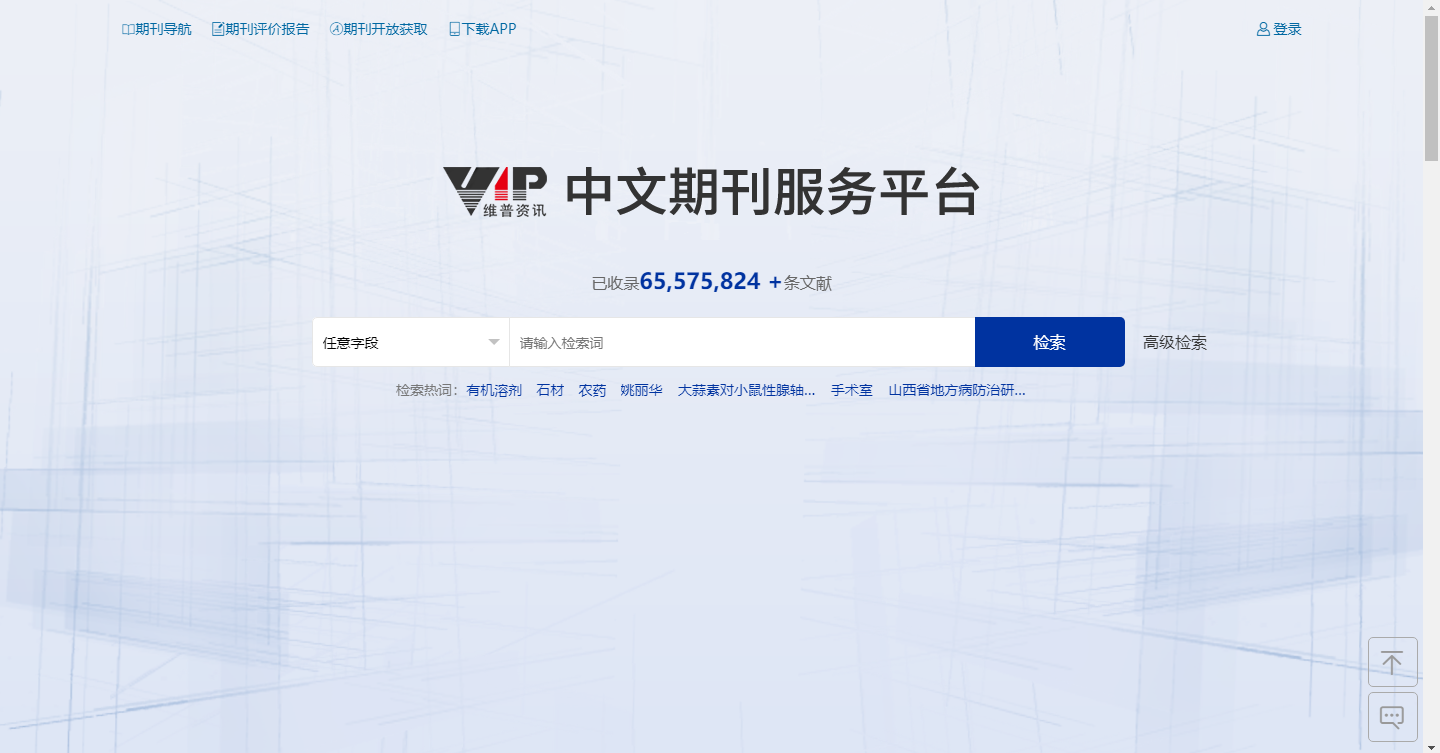 期刊导航 期刊评价报告 期刊开放获取 下载APP 登录
VIP 维普资讯 中文期刊服务平台
已收录65,575,824 +条文献
任意字段 请输入检索词 检索 高级检索
检索热词: 有机溶剂 石材 农药 姚丽华 大蒜素对小鼠性腺轴... 手术室 山西省地方病防治研...